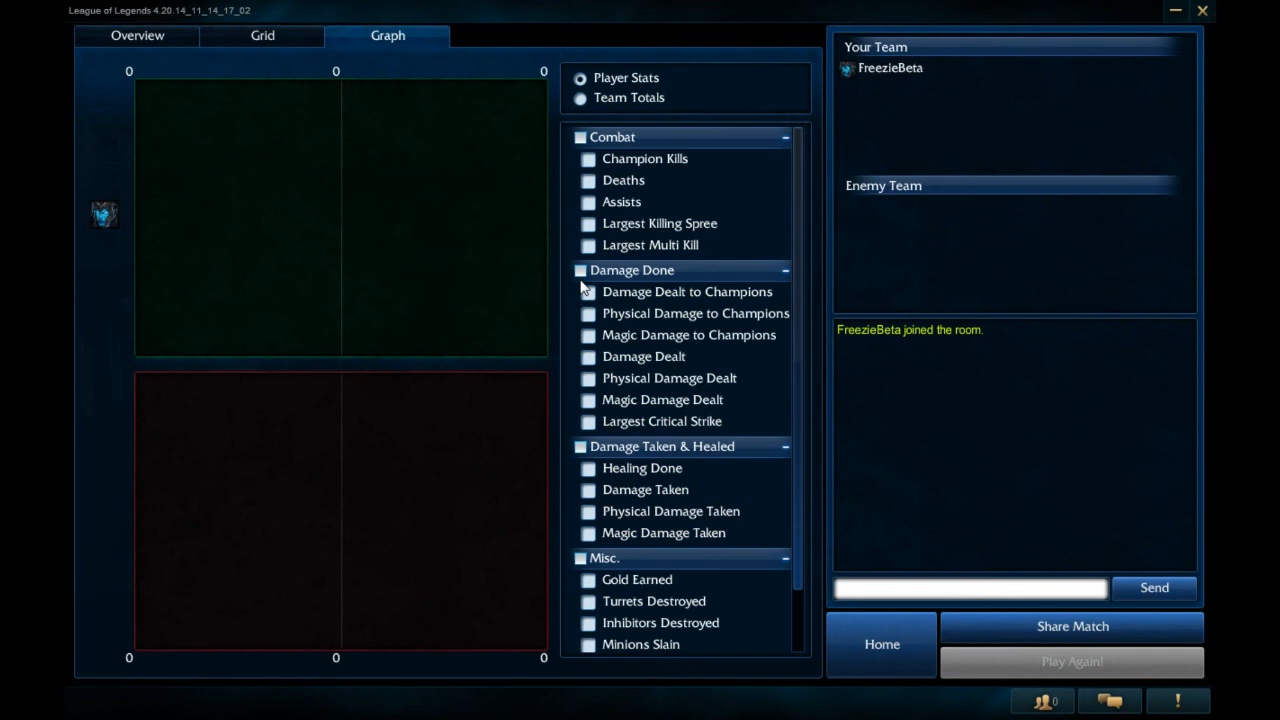 League of Legends 4.20.14_11_14_17_02
Overview
Grid
Graph
0 0 0
Player Stats
Team Totals
Combat
Champion Kills
Deaths
Assists
Largest Killing Spree
Largest Multi Kill
Damage Done
Damage Dealt to Champions
Physical Damage to Champions
Magic Damage to Champions
Damage Dealt
Physical Damage Dealt
Magic Damage Dealt
Largest Critical Strike
Damage Taken & Healed
Healing Done
Damage Taken
Physical Damage Taken
Magic Damage Taken
Misc.
Gold Earned
Turrets Destroyed
Inhibitors Destroyed
Minions Slain
0 0 0
Your Team
FreezieBeta
Enemy Team
FreezieBeta joined the room.
Send
Home
Share Match
Play Again!
0